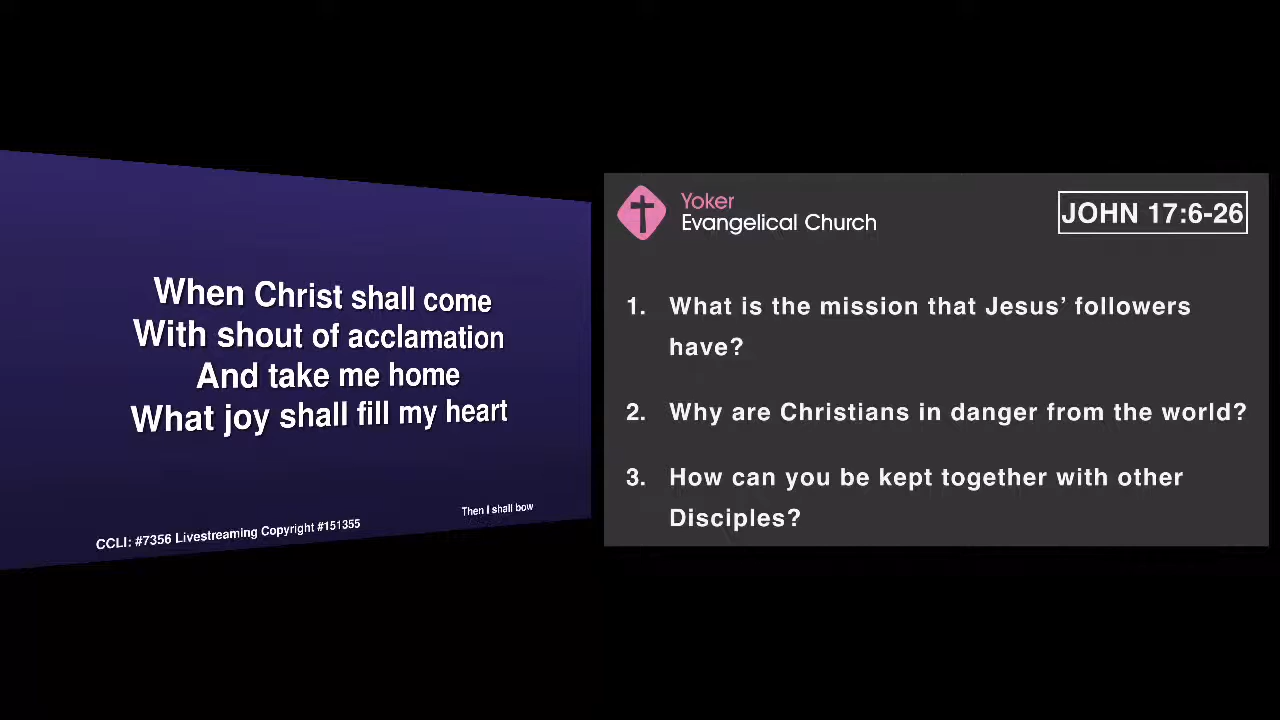 When Christ shall come
With shout of acclamation
And take me home
What joy shall fill my heart
Then I shall bow
CCLI: #7356 Livestreaming Copyright #151355
Yoker
Evangelical Church
JOHN 17:6-26
1. What is the mission that Jesus’ followers
have?
2. Why are Christians in danger from the world?
3. How can you be kept together with other
Disciples?